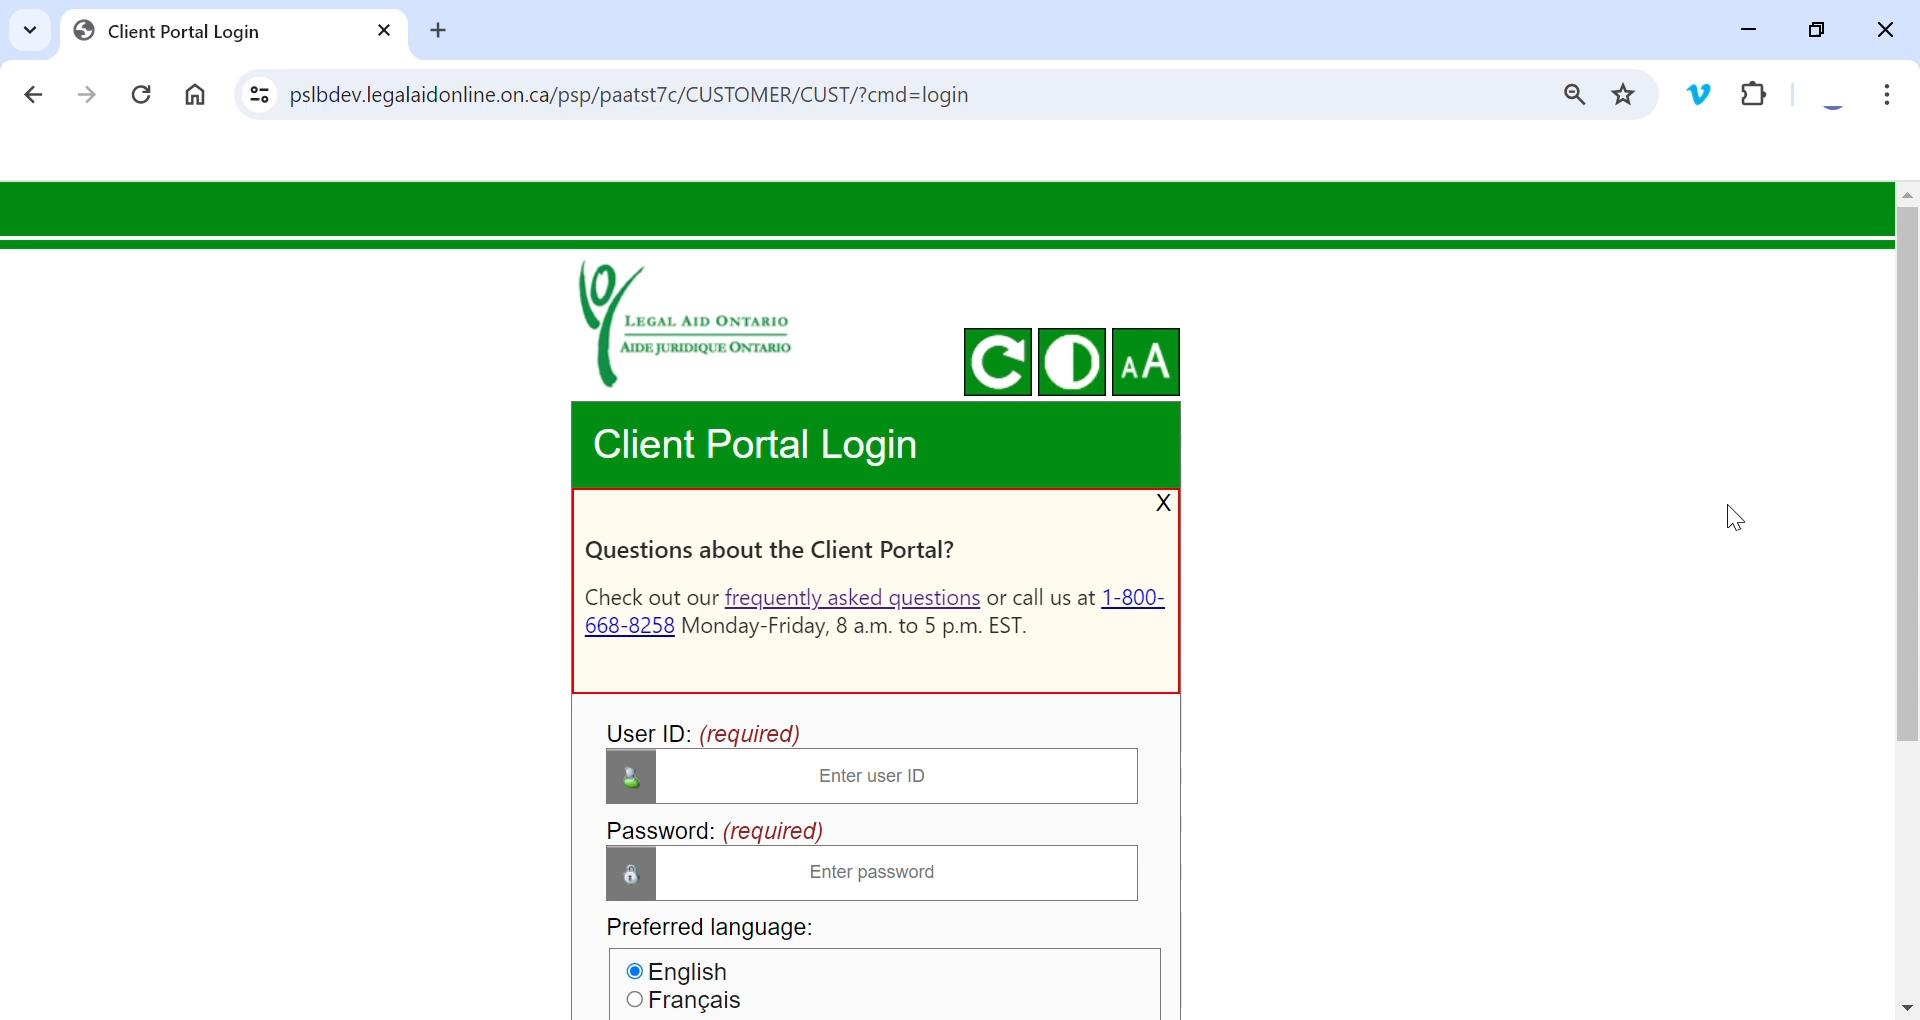 Client Portal Login
pslbdev.legalaidonline.on.ca/psp/paatst7c/CUSTOMER/CUST/?cmd=login
LEGAL AID ONTARIO
AIDE JURIDIQUE ONTARIO
AA
Client Portal Login
X
Questions about the Client Portal?
Check out our frequently asked questions or call us at 1-800-
668-8258 Monday-Friday, 8 a.m. to 5 p.m. EST.
User ID: (required)
Enter user ID
Password: (required)
Enter password
Preferred language:
English
Français